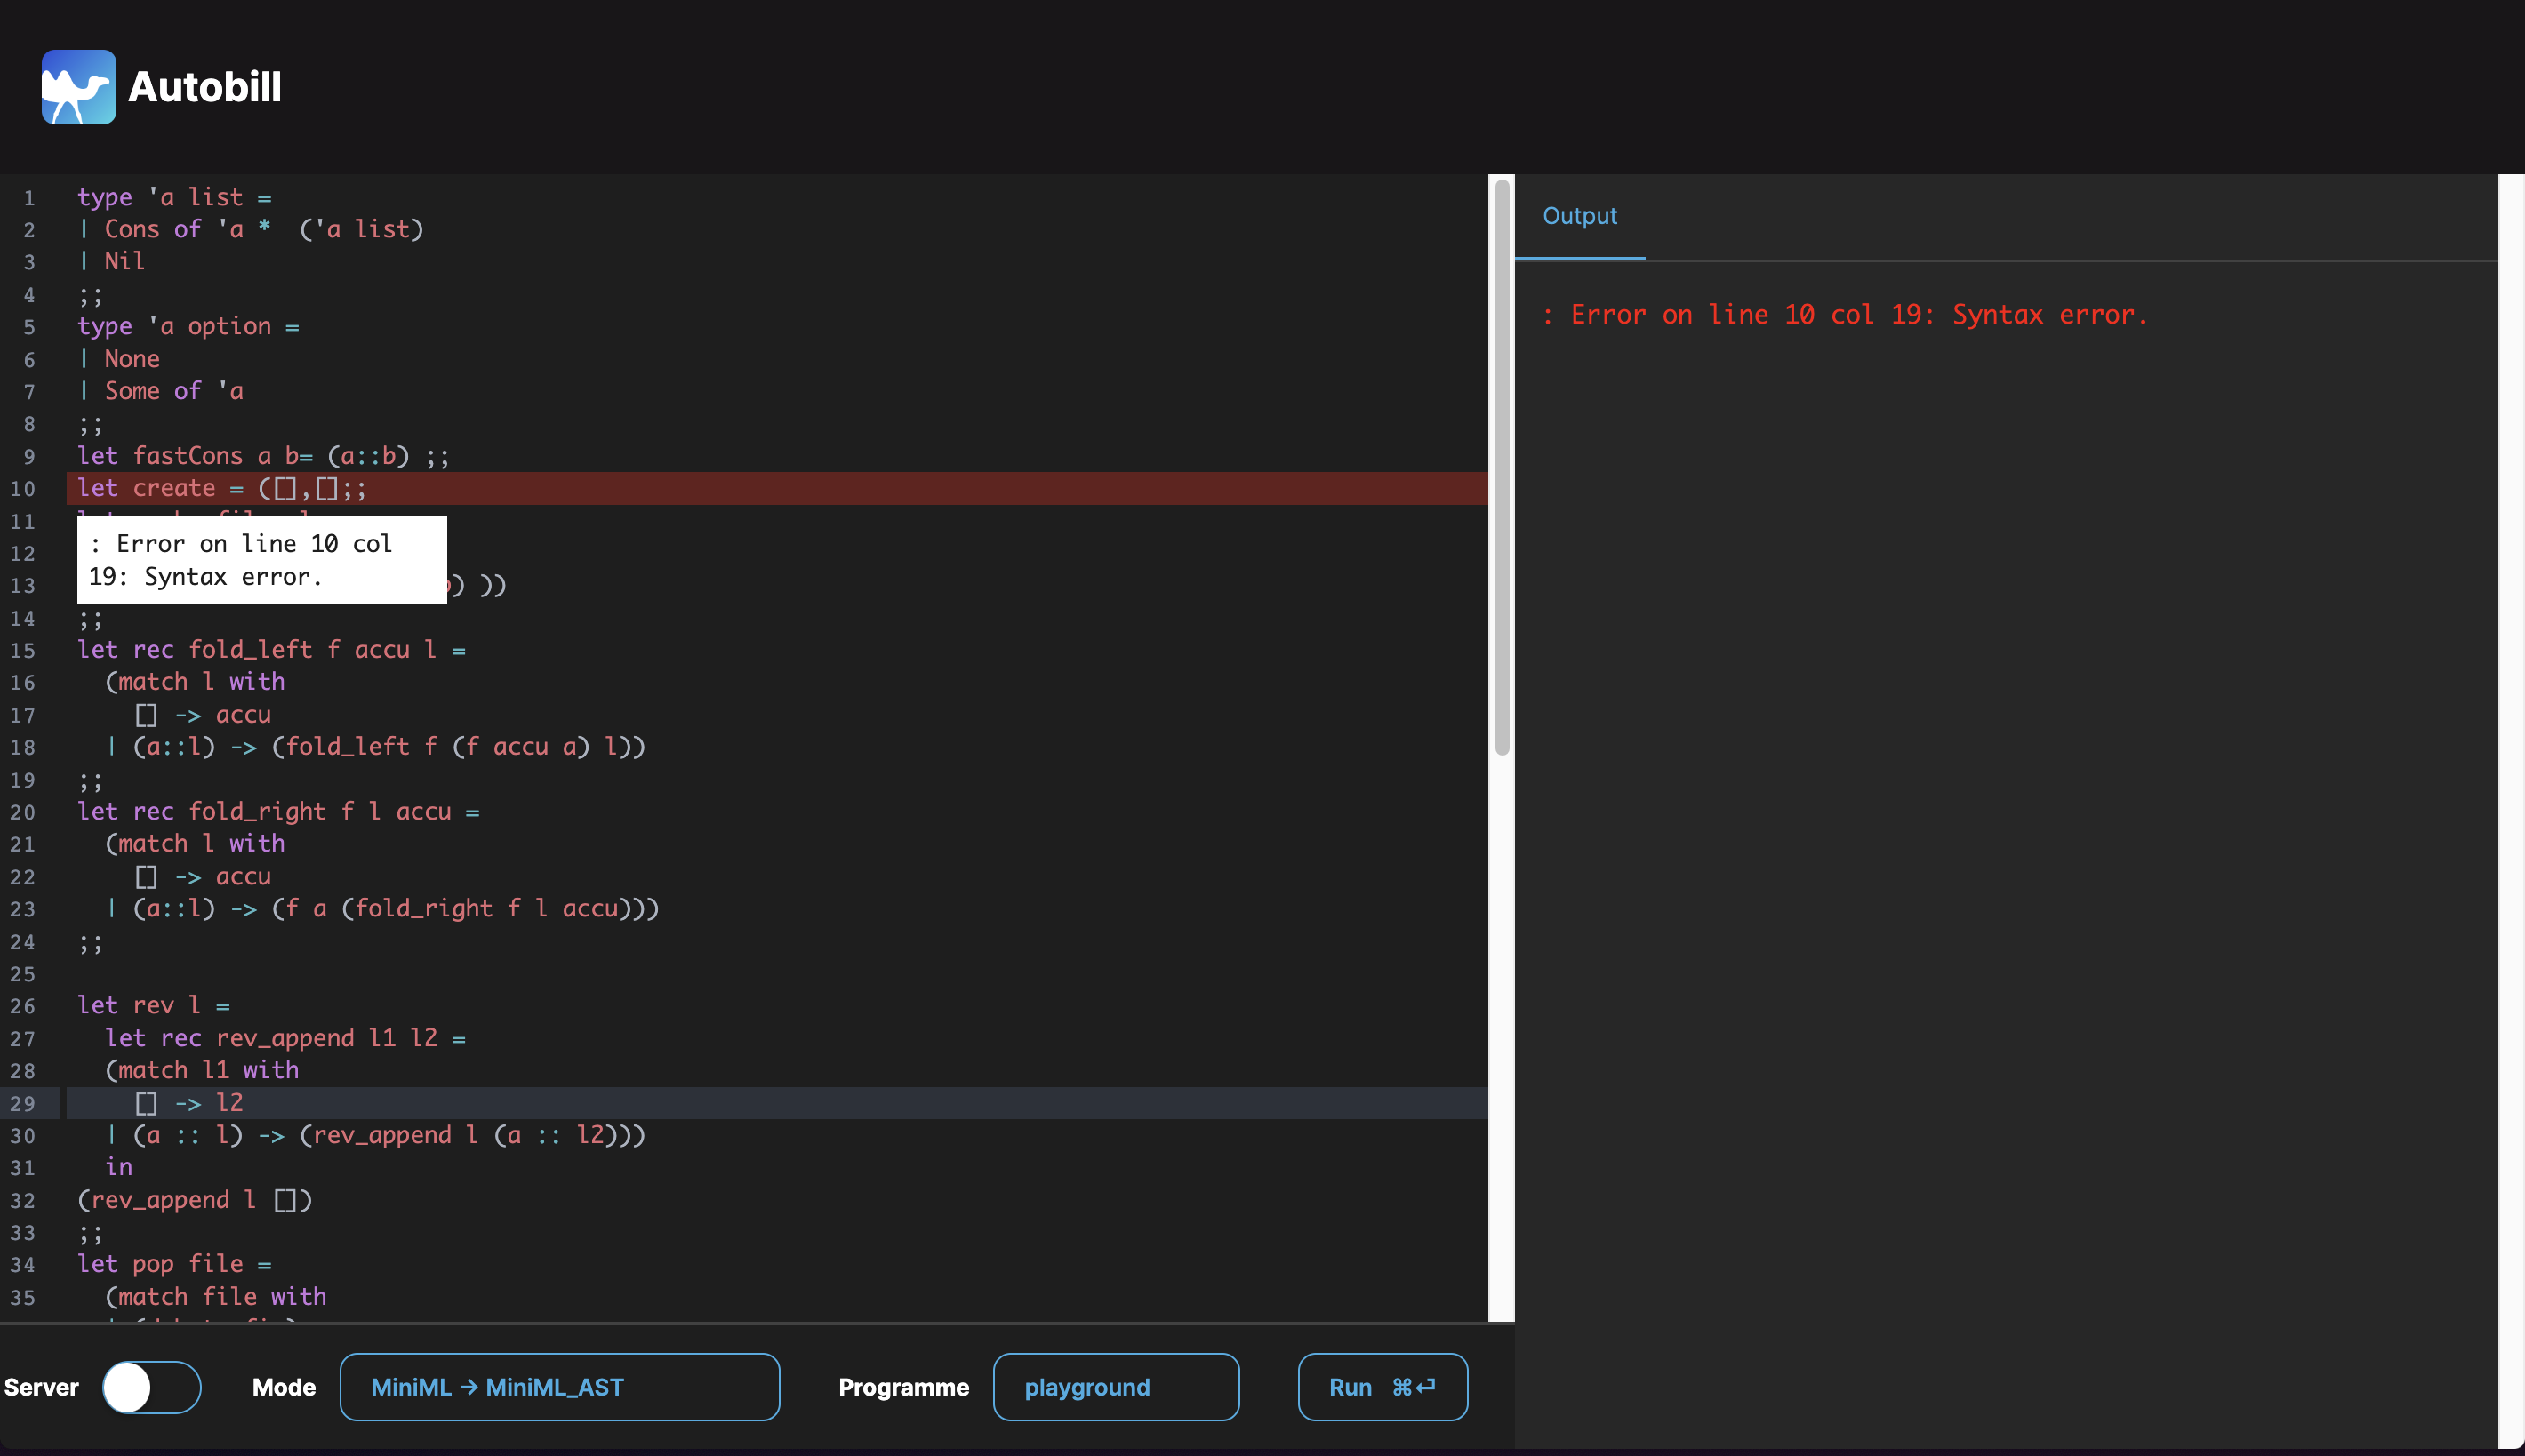 Autobill
1 type 'a list =
2 | Cons of 'a *  ('a list)
3 | Nil
4 ;;
5 type 'a option =
6 | None
7 | Some of 'a
8 ;;
9 let fastCons a b= (a::b) ;;
10 let create = ([],[];;
11
12
13 ) ))
14 ;;
: Error on line 10 col
19: Syntax error.
15 let rec fold_left f accu l =
16   (match l with
17     [] -> accu
18   | (a::l) -> (fold_left f (f accu a) l))
19 ;;
20 let rec fold_right f l accu =
21   (match l with
22     [] -> accu
23   | (a::l) -> (f a (fold_right f l accu)))
24 ;;
25
26 let rev l =
27   let rec rev_append l1 l2 =
28   (match l1 with
29     [] -> l2
30   | (a :: l) -> (rev_append l (a :: l2)))
31   in
32 (rev_append l [])
33 ;;
34 let pop file =
35   (match file with
Output
: Error on line 10 col 19: Syntax error.
Server Mode MiniML → MiniML_AST Programme playground Run ⌘⏎